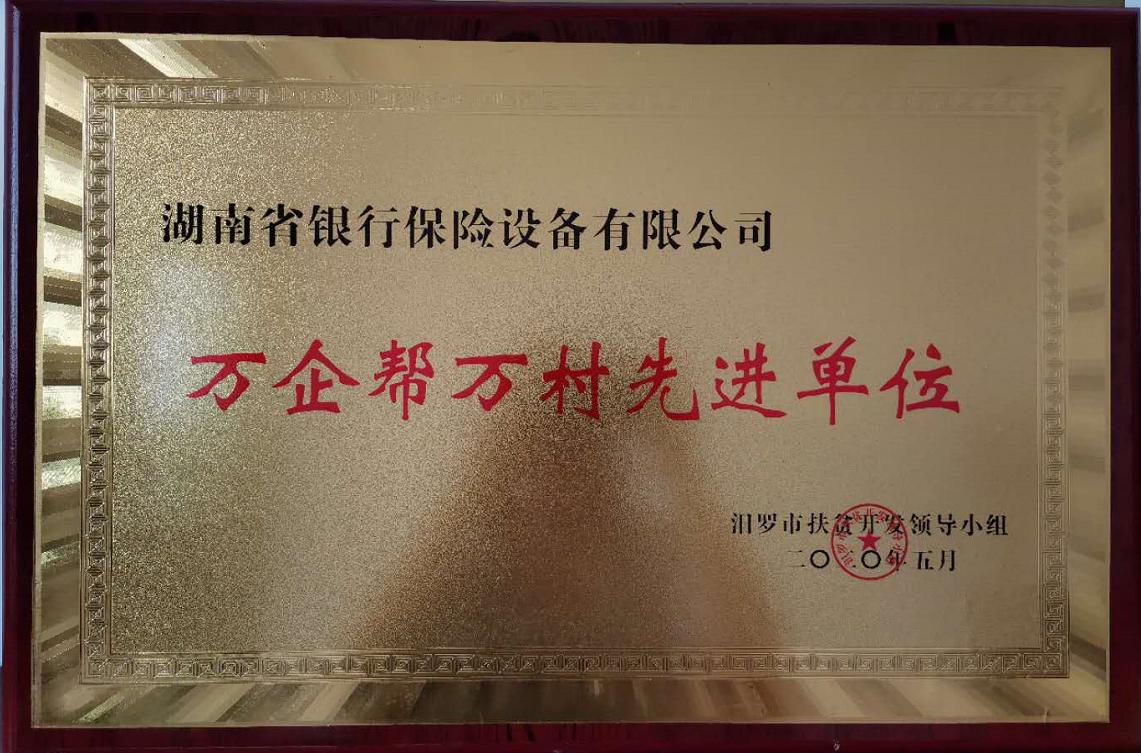 湖南省银行保险设备有限公司
万企帮万村先进单位
汨罗市扶贫开发领导小组
二〇二〇年五月